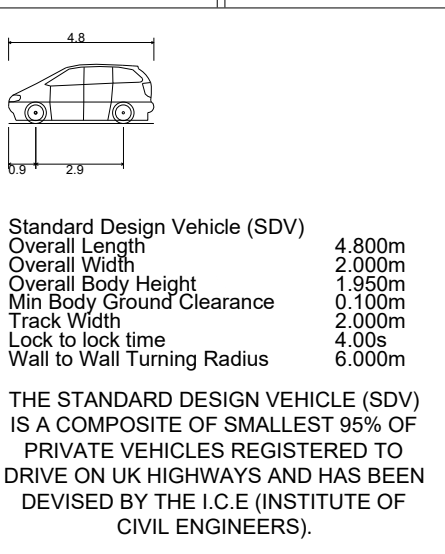 4.8
0.9 2.9
Standard Design Vehicle (SDV)
Overall Length 4.800m
Overall Width 2.000m
Overall Body Height 1.950m
Min Body Ground Clearance 0.100m
Track Width 2.000m
Lock to lock time 4.00s
Wall to Wall Turning Radius 6.000m
THE STANDARD DESIGN VEHICLE (SDV)
IS A COMPOSITE OF SMALLEST 95% OF
PRIVATE VEHICLES REGISTERED TO
DRIVE ON UK HIGHWAYS AND HAS BEEN
DEVISED BY THE I.C.E (INSTITUTE OF
CIVIL ENGINEERS).